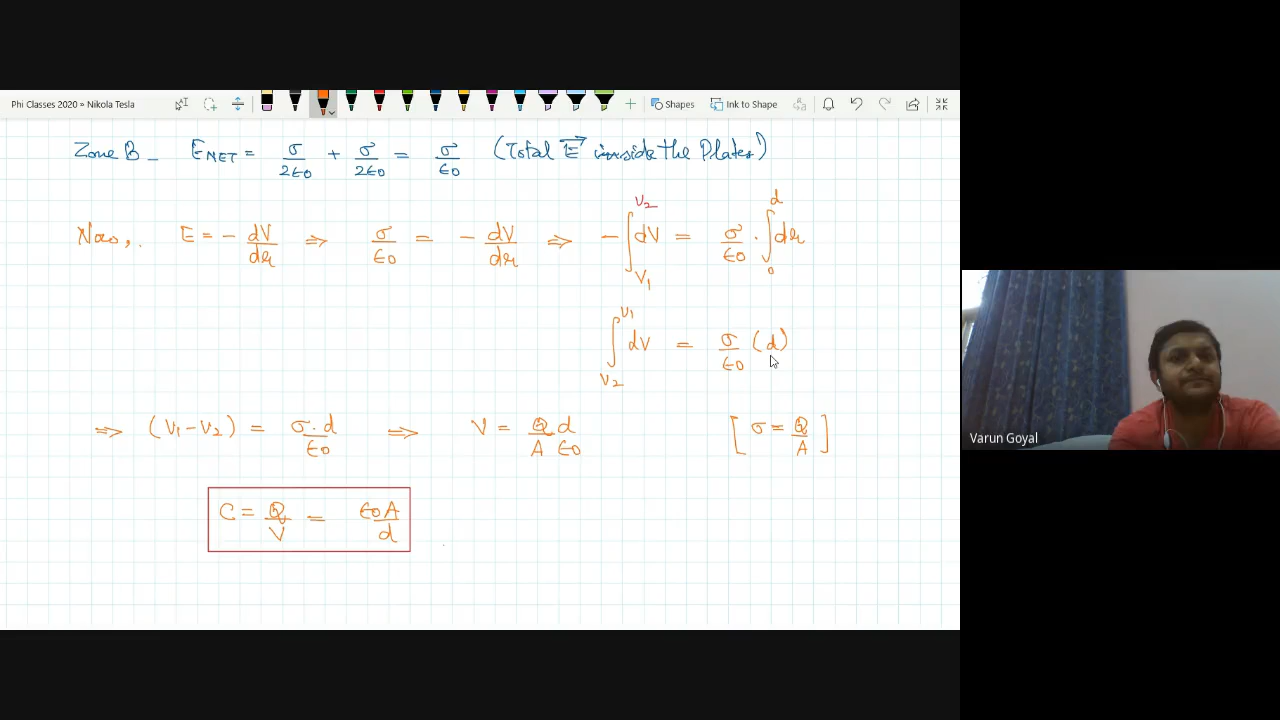 Phi Classes 2020 » Nikola Tesla
Shapes
Ink to Shape
Zone B - E_NET = σ/2ε0 + σ/2ε0 = σ/ε0 (Total E⃗ inside the Plates)
Now, E = - dV/dr ⇒ σ/ε0 = - dV/dr ⇒ - ∫_{V1}^{V2} dV = σ/ε0 . ∫_{0}^{d} dr
∫_{V2}^{V1} dV = σ/ε0 (d)
⇒ (V1 - V2) = σ.d/ε0 ⇒ V = Q d/A ε0 [ σ = Q/A ]
C = Q/V = ε0A/d
Varun Goyal